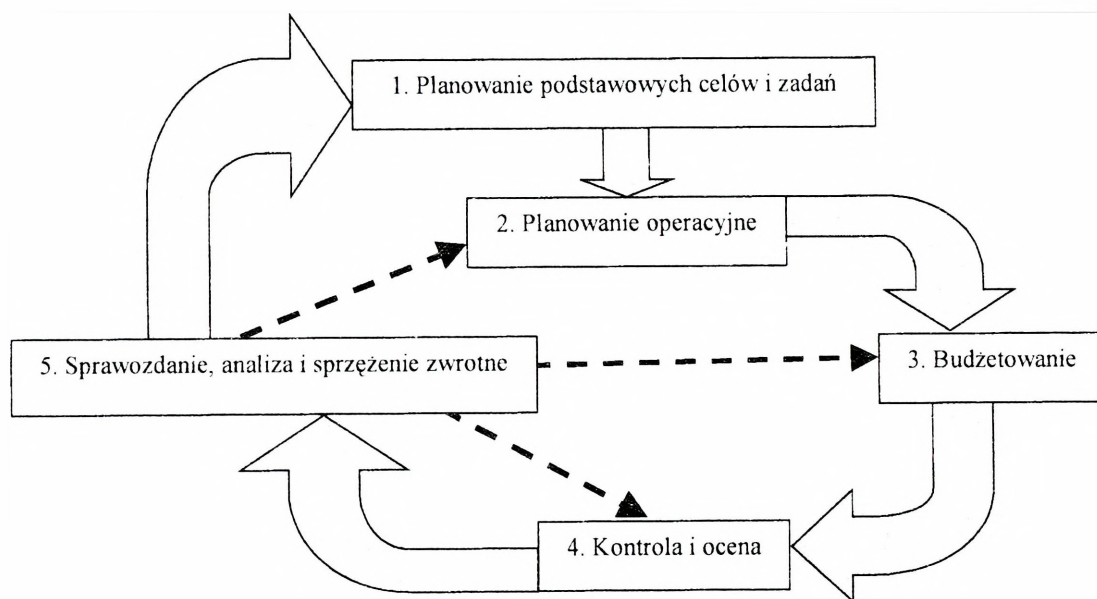 1. Planowanie podstawowych celów i zadań
2. Planowanie operacyjne
5. Sprawozdanie, analiza i sprzężenie zwrotne
3. Budżetowanie
4. Kontrola i ocena